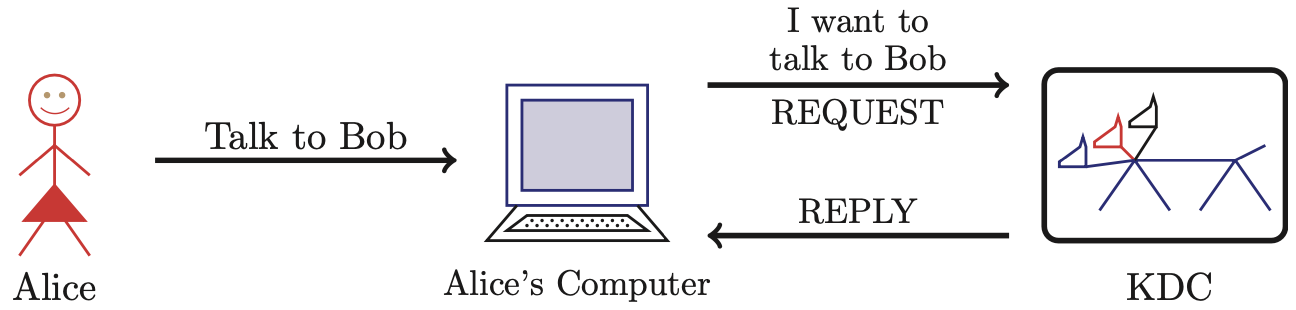 I want to
talk to Bob
Talk to Bob
REQUEST
REPLY
Alice
Alice's Computer
KDC